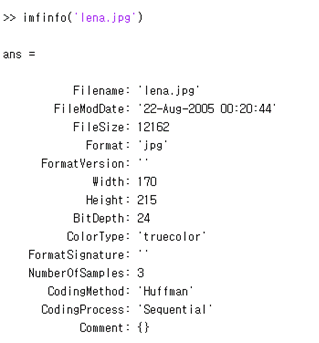 >> imfinfo('lena.jpg')
ans =
Filename: 'lena.jpg'
FileModDate: '22-Aug-2005 00:20:44'
FileSize: 12162
Format: 'jpg'
FormatVersion: ''
Width: 170
Height: 215
BitDepth: 24
ColorType: 'truecolor'
FormatSignature: ''
NumberOfSamples: 3
CodingMethod: 'Huffman'
CodingProcess: 'Sequential'
Comment: {}